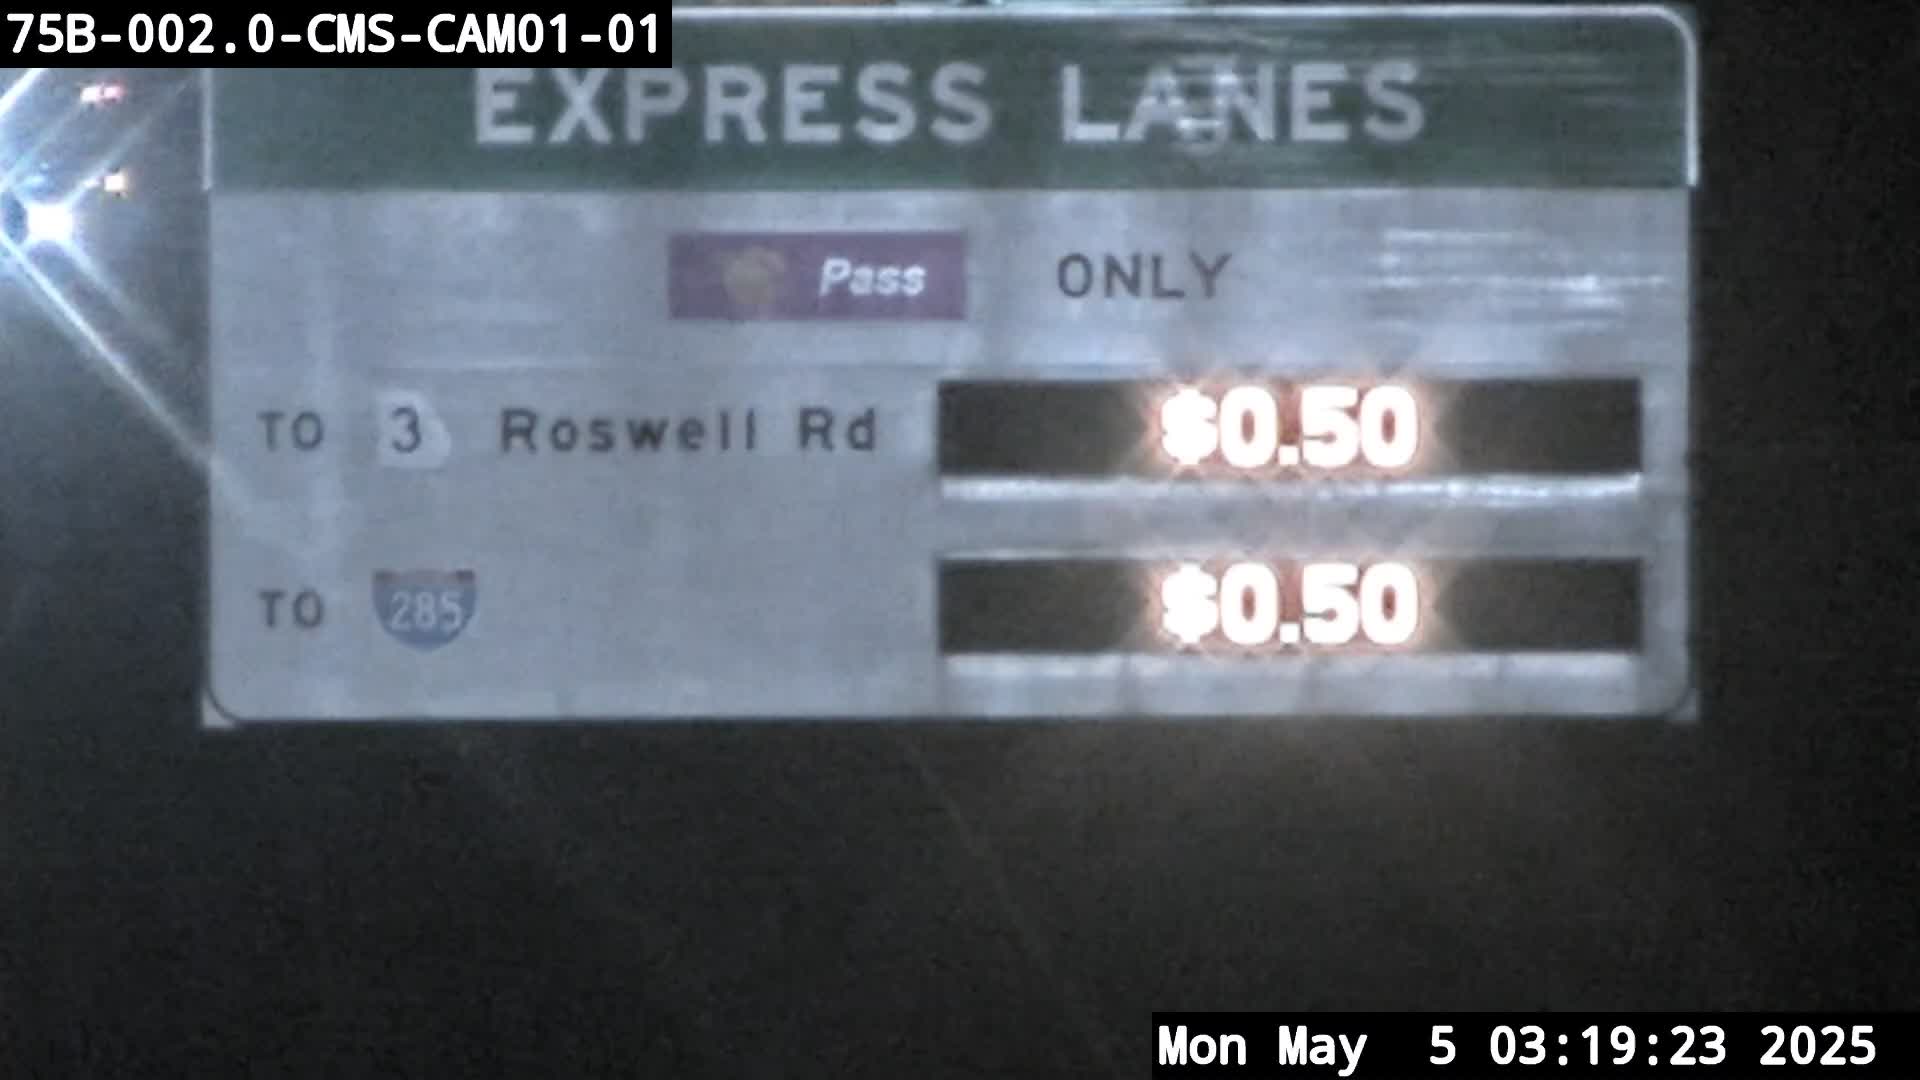 75B-002.0-CMS-CAM01-01
EXPRESS LANES
Pass ONLY
TO 3 Roswell Rd $0.50
TO 285 $0.50
Mon May 5 03:19:23 2025